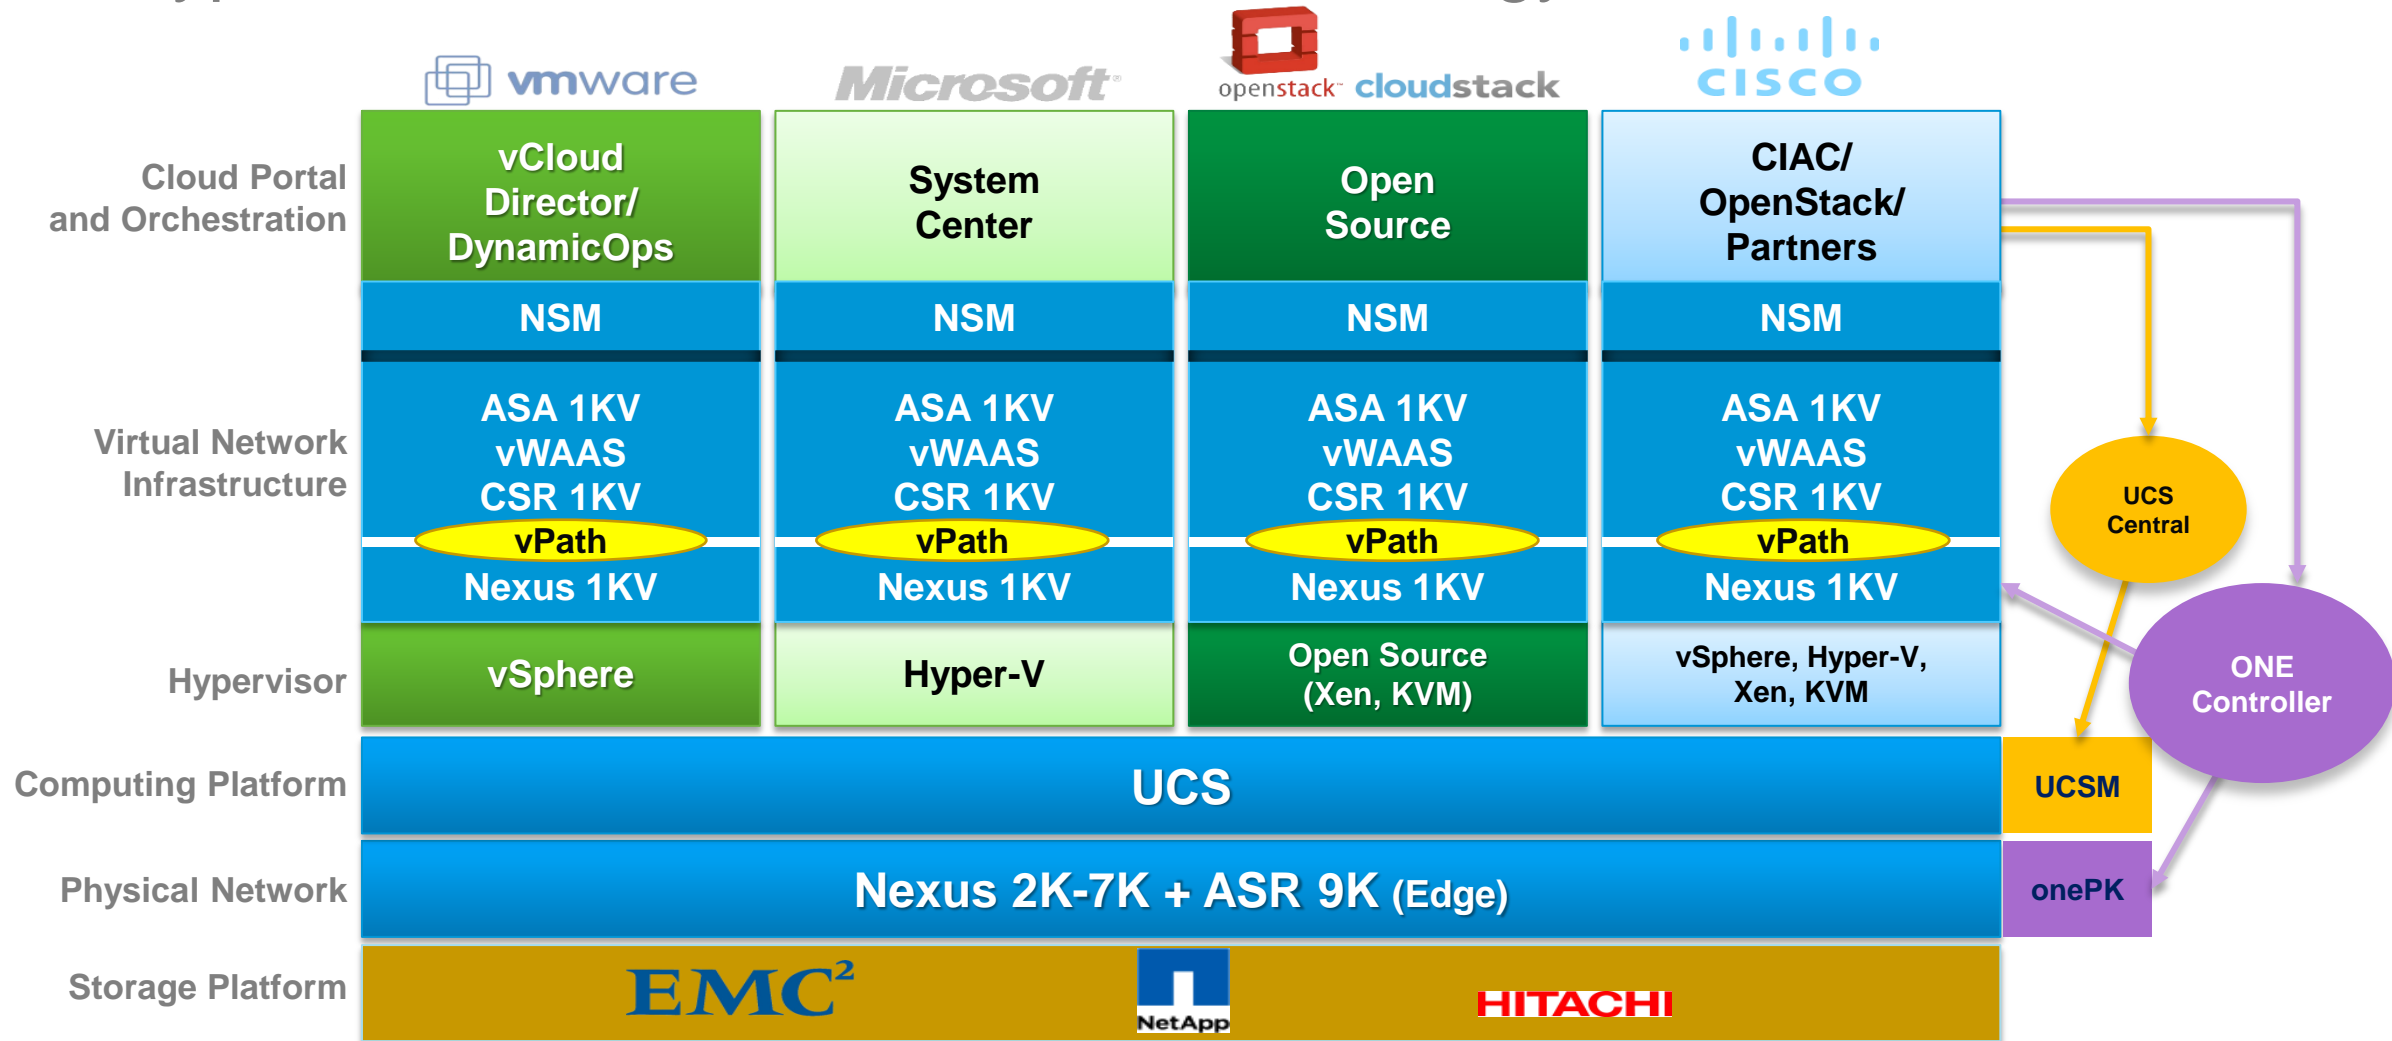 vmware
Microsoft
openstack™
cloudstack
CISCO
Cloud Portal
and Orchestration
vCloud
Director/
DynamicOps
System
Center
Open
Source
CIAC/
OpenStack/
Partners
NSM
NSM
NSM
NSM
Virtual Network
Infrastructure
ASA 1KV
vWAAS
CSR 1KV
vPath
Nexus 1KV
ASA 1KV
vWAAS
CSR 1KV
vPath
Nexus 1KV
ASA 1KV
vWAAS
CSR 1KV
vPath
Nexus 1KV
ASA 1KV
vWAAS
CSR 1KV
vPath
Nexus 1KV
UCS
Central
ONE
Controller
Hypervisor
vSphere
Hyper-V
Open Source
(Xen, KVM)
vSphere, Hyper-V,
Xen, KVM
Computing Platform
UCS
UCSM
Physical Network
Nexus 2K-7K + ASR 9K (Edge)
onePK
Storage Platform
EMC²
NetApp
HITACHI